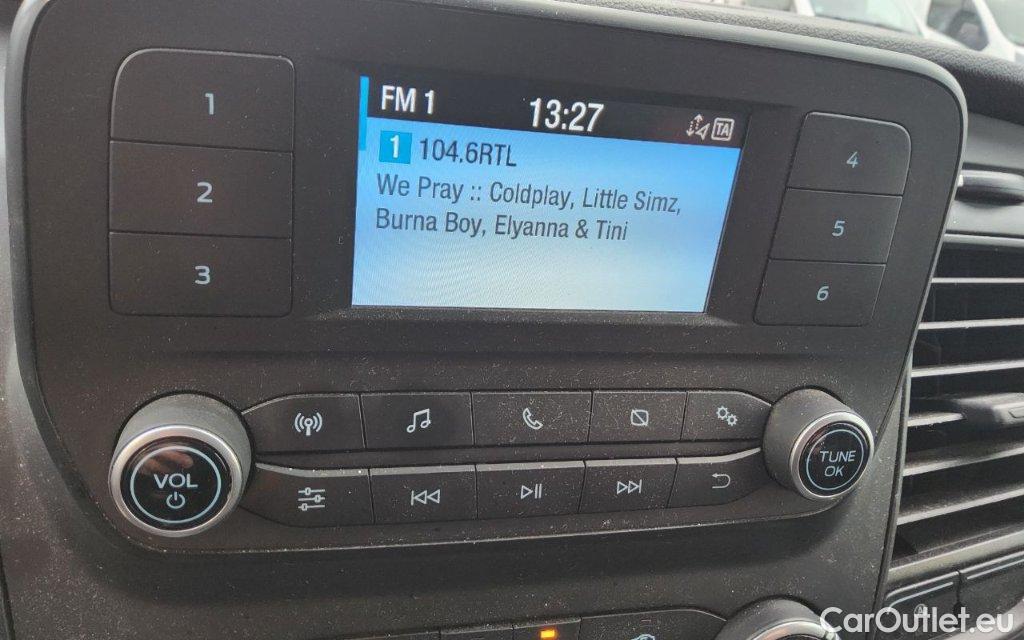 1
2
3
FM 1 13:27 TA
1 104.6RTL
We Pray :: Coldplay, Little Simz,
Burna Boy, Elyanna & Tini
4
5
6
VOL
TUNE
OK
CarOutlet.eu